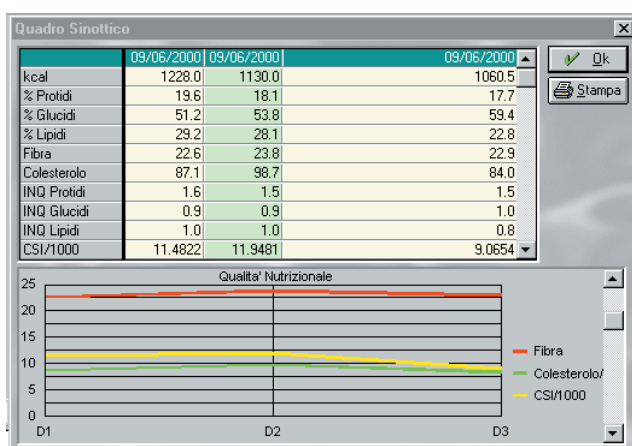 Quadro Sinottico
09/06/2000 09/06/2000 09/06/2000
kcal 1228.0 1130.0 1060.5
% Protidi 19.6 18.1 17.7
% Glucidi 51.2 53.8 59.4
% Lipidi 29.2 28.1 22.8
Fibra 22.6 23.8 22.9
Colesterolo 87.1 98.7 84.0
INQ Protidi 1.6 1.5 1.5
INQ Glucidi 0.9 0.9 1.0
INQ Lipidi 1.0 1.0 0.8
CSI/1000 11.4822 11.9481 9.0654
Ok
Stampa
Qualita' Nutrizionale
25
20
15
10
5
0
D1 D2 D3
Fibra
Colesterolo/
CSI/1000